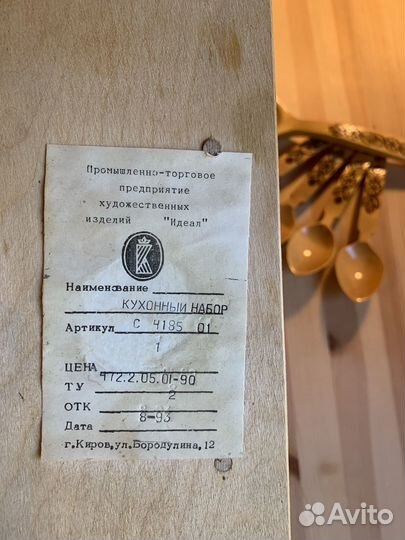 Промышленно-торговое
предприятие
художественных
изделий "Идеал"
Наименование
КУХОННЫЙ НАБОР
Артикул С 4185 01
1
ЦЕНА
ТУ 472.2.05.01-90
ОТК 2
Дата 8-93
г.Киров,ул.Бородулина,12
Avito